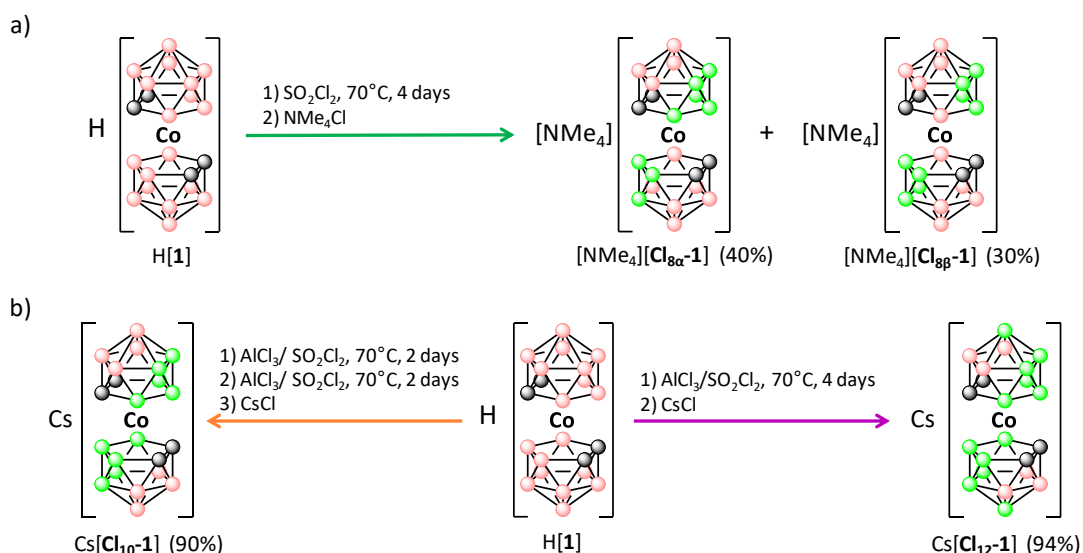 a)
H
Co
H[1]
1) SO₂Cl₂, 70°C, 4 days
2) NMe₄Cl
[NMe₄]
Co
[NMe₄][Cl₈α-1] (40%)
+
[NMe₄]
Co
[NMe₄][Cl₈β-1] (30%)
b)
Cs
Co
Cs[Cl₁₀-1] (90%)
1) AlCl₃/ SO₂Cl₂, 70°C, 2 days
2) AlCl₃/ SO₂Cl₂, 70°C, 2 days
3) CsCl
H
Co
H[1]
1) AlCl₃/SO₂Cl₂, 70°C, 4 days
2) CsCl
Cs
Co
Cs[Cl₁₂-1] (94%)